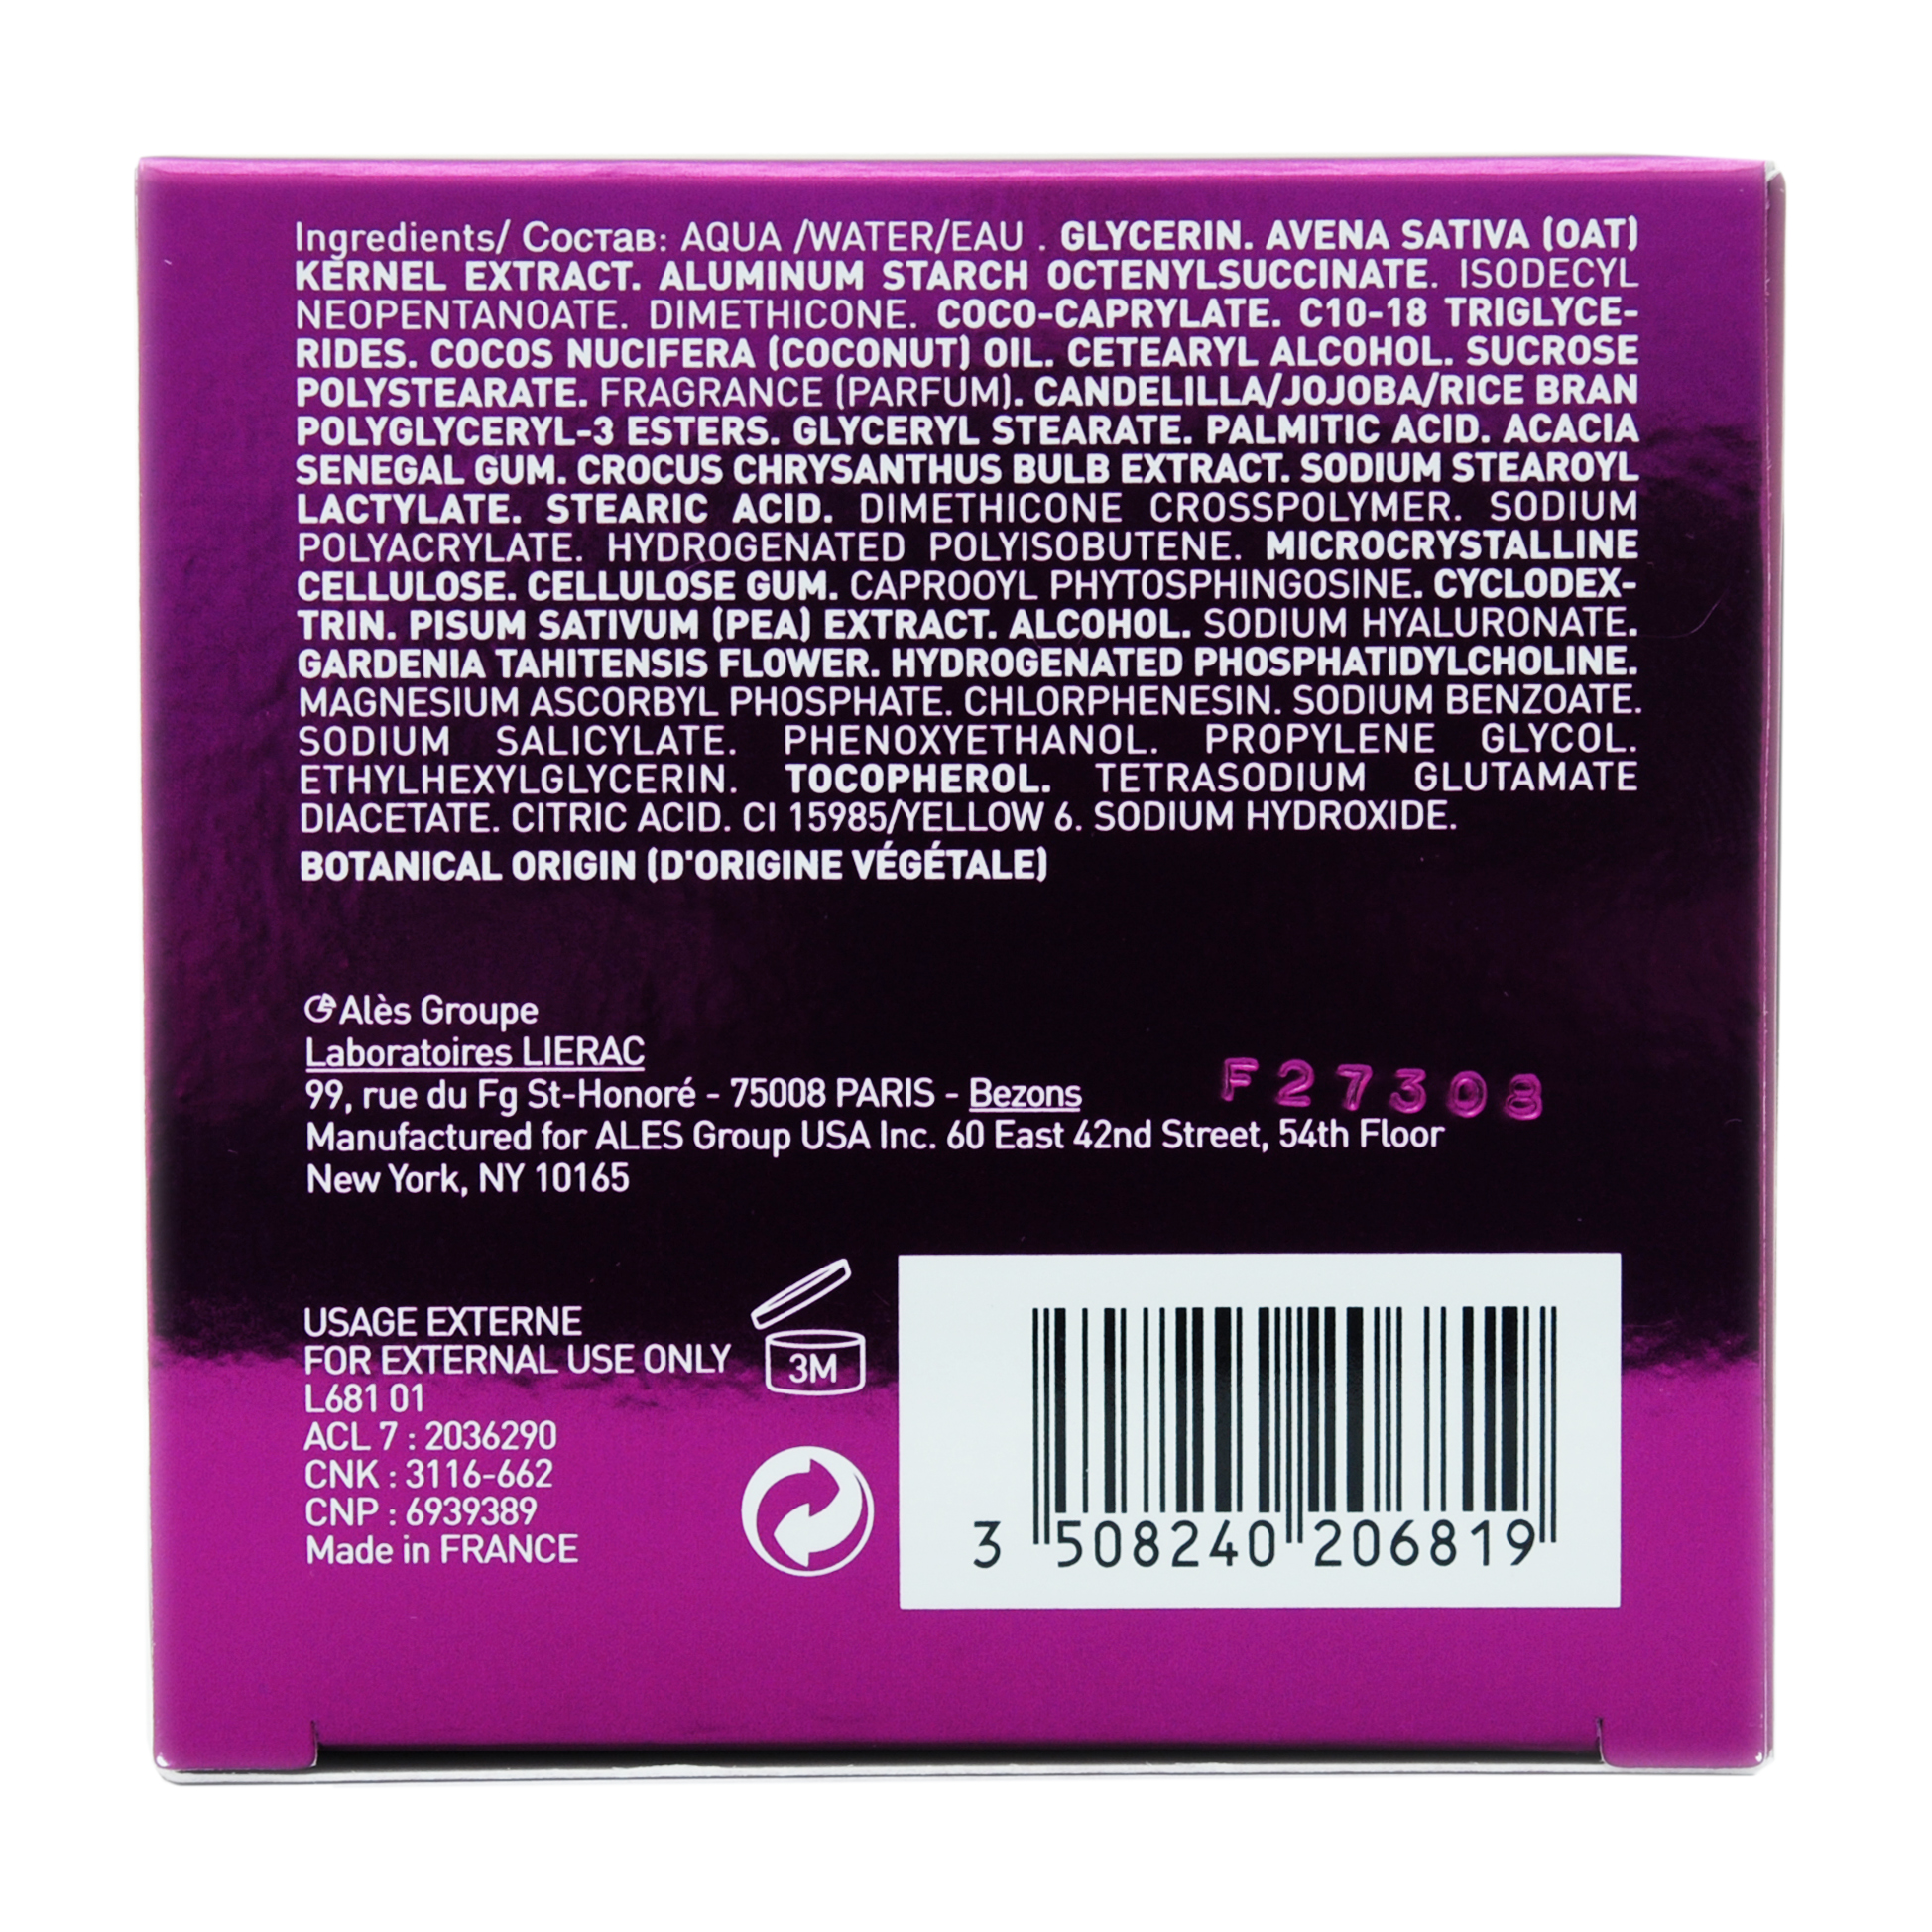 Ingredients/ Состав: AQUA /WATER/EAU . GLYCERIN. AVENA SATIVA (OAT)
KERNEL EXTRACT. ALUMINUM STARCH OCTENYLSUCCINATE. ISODECYL
NEOPENTANOATE. DIMETHICONE. COCO-CAPRYLATE. C10-18 TRIGLYCE-
RIDES. COCOS NUCIFERA (COCONUT) OIL. CETEARYL ALCOHOL. SUCROSE
POLYSTEARATE. FRAGRANCE (PARFUM). CANDELILLA/JOJOBA/RICE BRAN
POLYGLYCERYL-3 ESTERS. GLYCERYL STEARATE. PALMITIC ACID. ACACIA
SENEGAL GUM. CROCUS CHRYSANTHUS BULB EXTRACT. SODIUM STEAROYL
LACTYLATE. STEARIC ACID. DIMETHICONE CROSSPOLYMER. SODIUM
POLYACRYLATE. HYDROGENATED POLYISOBUTENE. MICROCRYSTALLINE
CELLULOSE. CELLULOSE GUM. CAPROOYL PHYTOSPHINGOSINE. CYCLODEX-
TRIN. PISUM SATIVUM (PEA) EXTRACT. ALCOHOL. SODIUM HYALURONATE.
GARDENIA TAHITENSIS FLOWER. HYDROGENATED PHOSPHATIDYLCHOLINE.
MAGNESIUM ASCORBYL PHOSPHATE. CHLORPHENESIN. SODIUM BENZOATE.
SODIUM SALICYLATE. PHENOXYETHANOL. PROPYLENE GLYCOL.
ETHYLHEXYLGLYCERIN. TOCOPHEROL. TETRASODIUM GLUTAMATE
DIACETATE. CITRIC ACID. CI 15985/YELLOW 6. SODIUM HYDROXIDE.
BOTANICAL ORIGIN (D'ORIGINE VÉGÉTALE)
Alès Groupe
Laboratoires LIERAC
99, rue du Fg St-Honoré - 75008 PARIS - Bezons
F27308
Manufactured for ALES Group USA Inc. 60 East 42nd Street, 54th Floor
New York, NY 10165
USAGE EXTERNE
FOR EXTERNAL USE ONLY
L681 01
ACL 7 : 2036290
CNK : 3116-662
CNP : 6939389
Made in FRANCE
3M
3 508240 206819